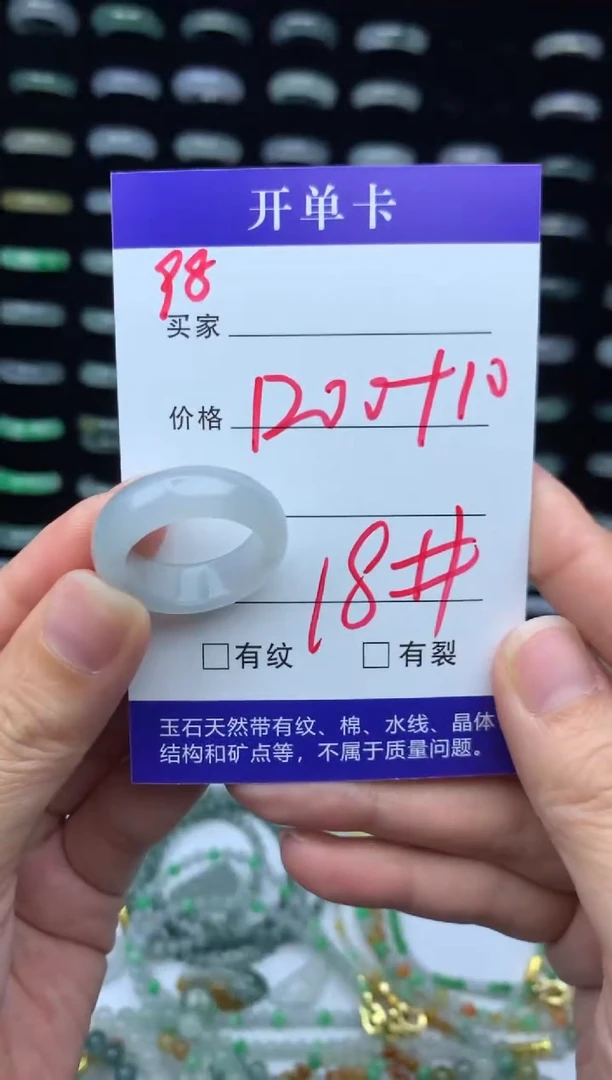 开单卡
98
买家
价格 1200+10
18#
□有纹 □有裂
玉石天然带有纹、棉、水线、晶体
结构和矿点等，不属于质量问题。